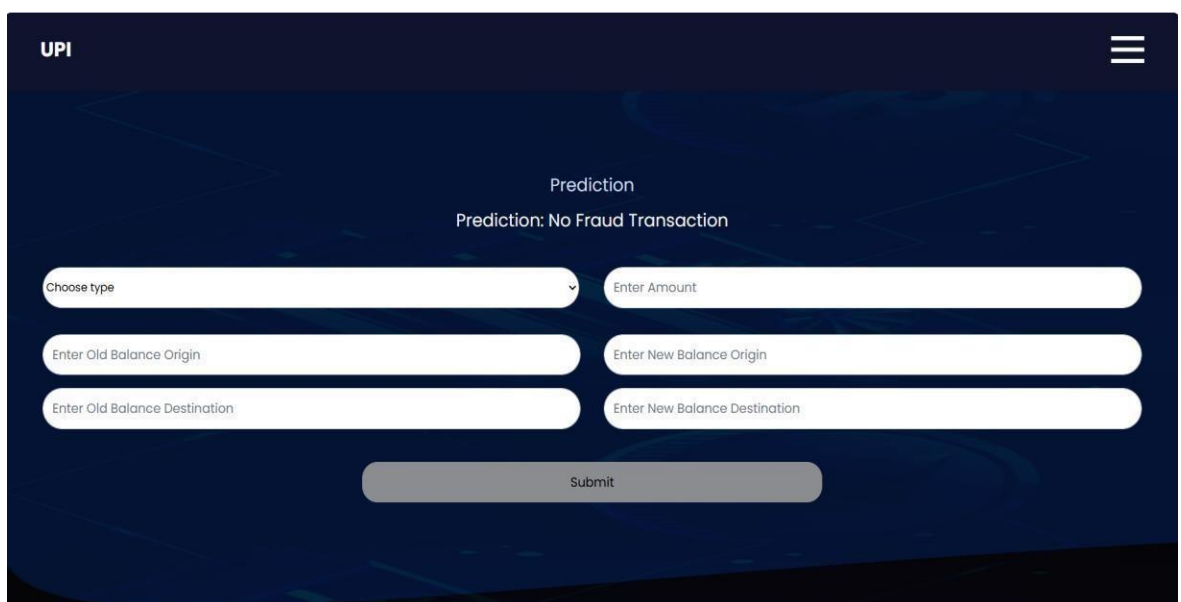 UPI
Prediction
Prediction: No Fraud Transaction
Choose type
Enter Amount
Enter Old Balance Origin
Enter New Balance Origin
Enter Old Balance Destination
Enter New Balance Destination
Submit